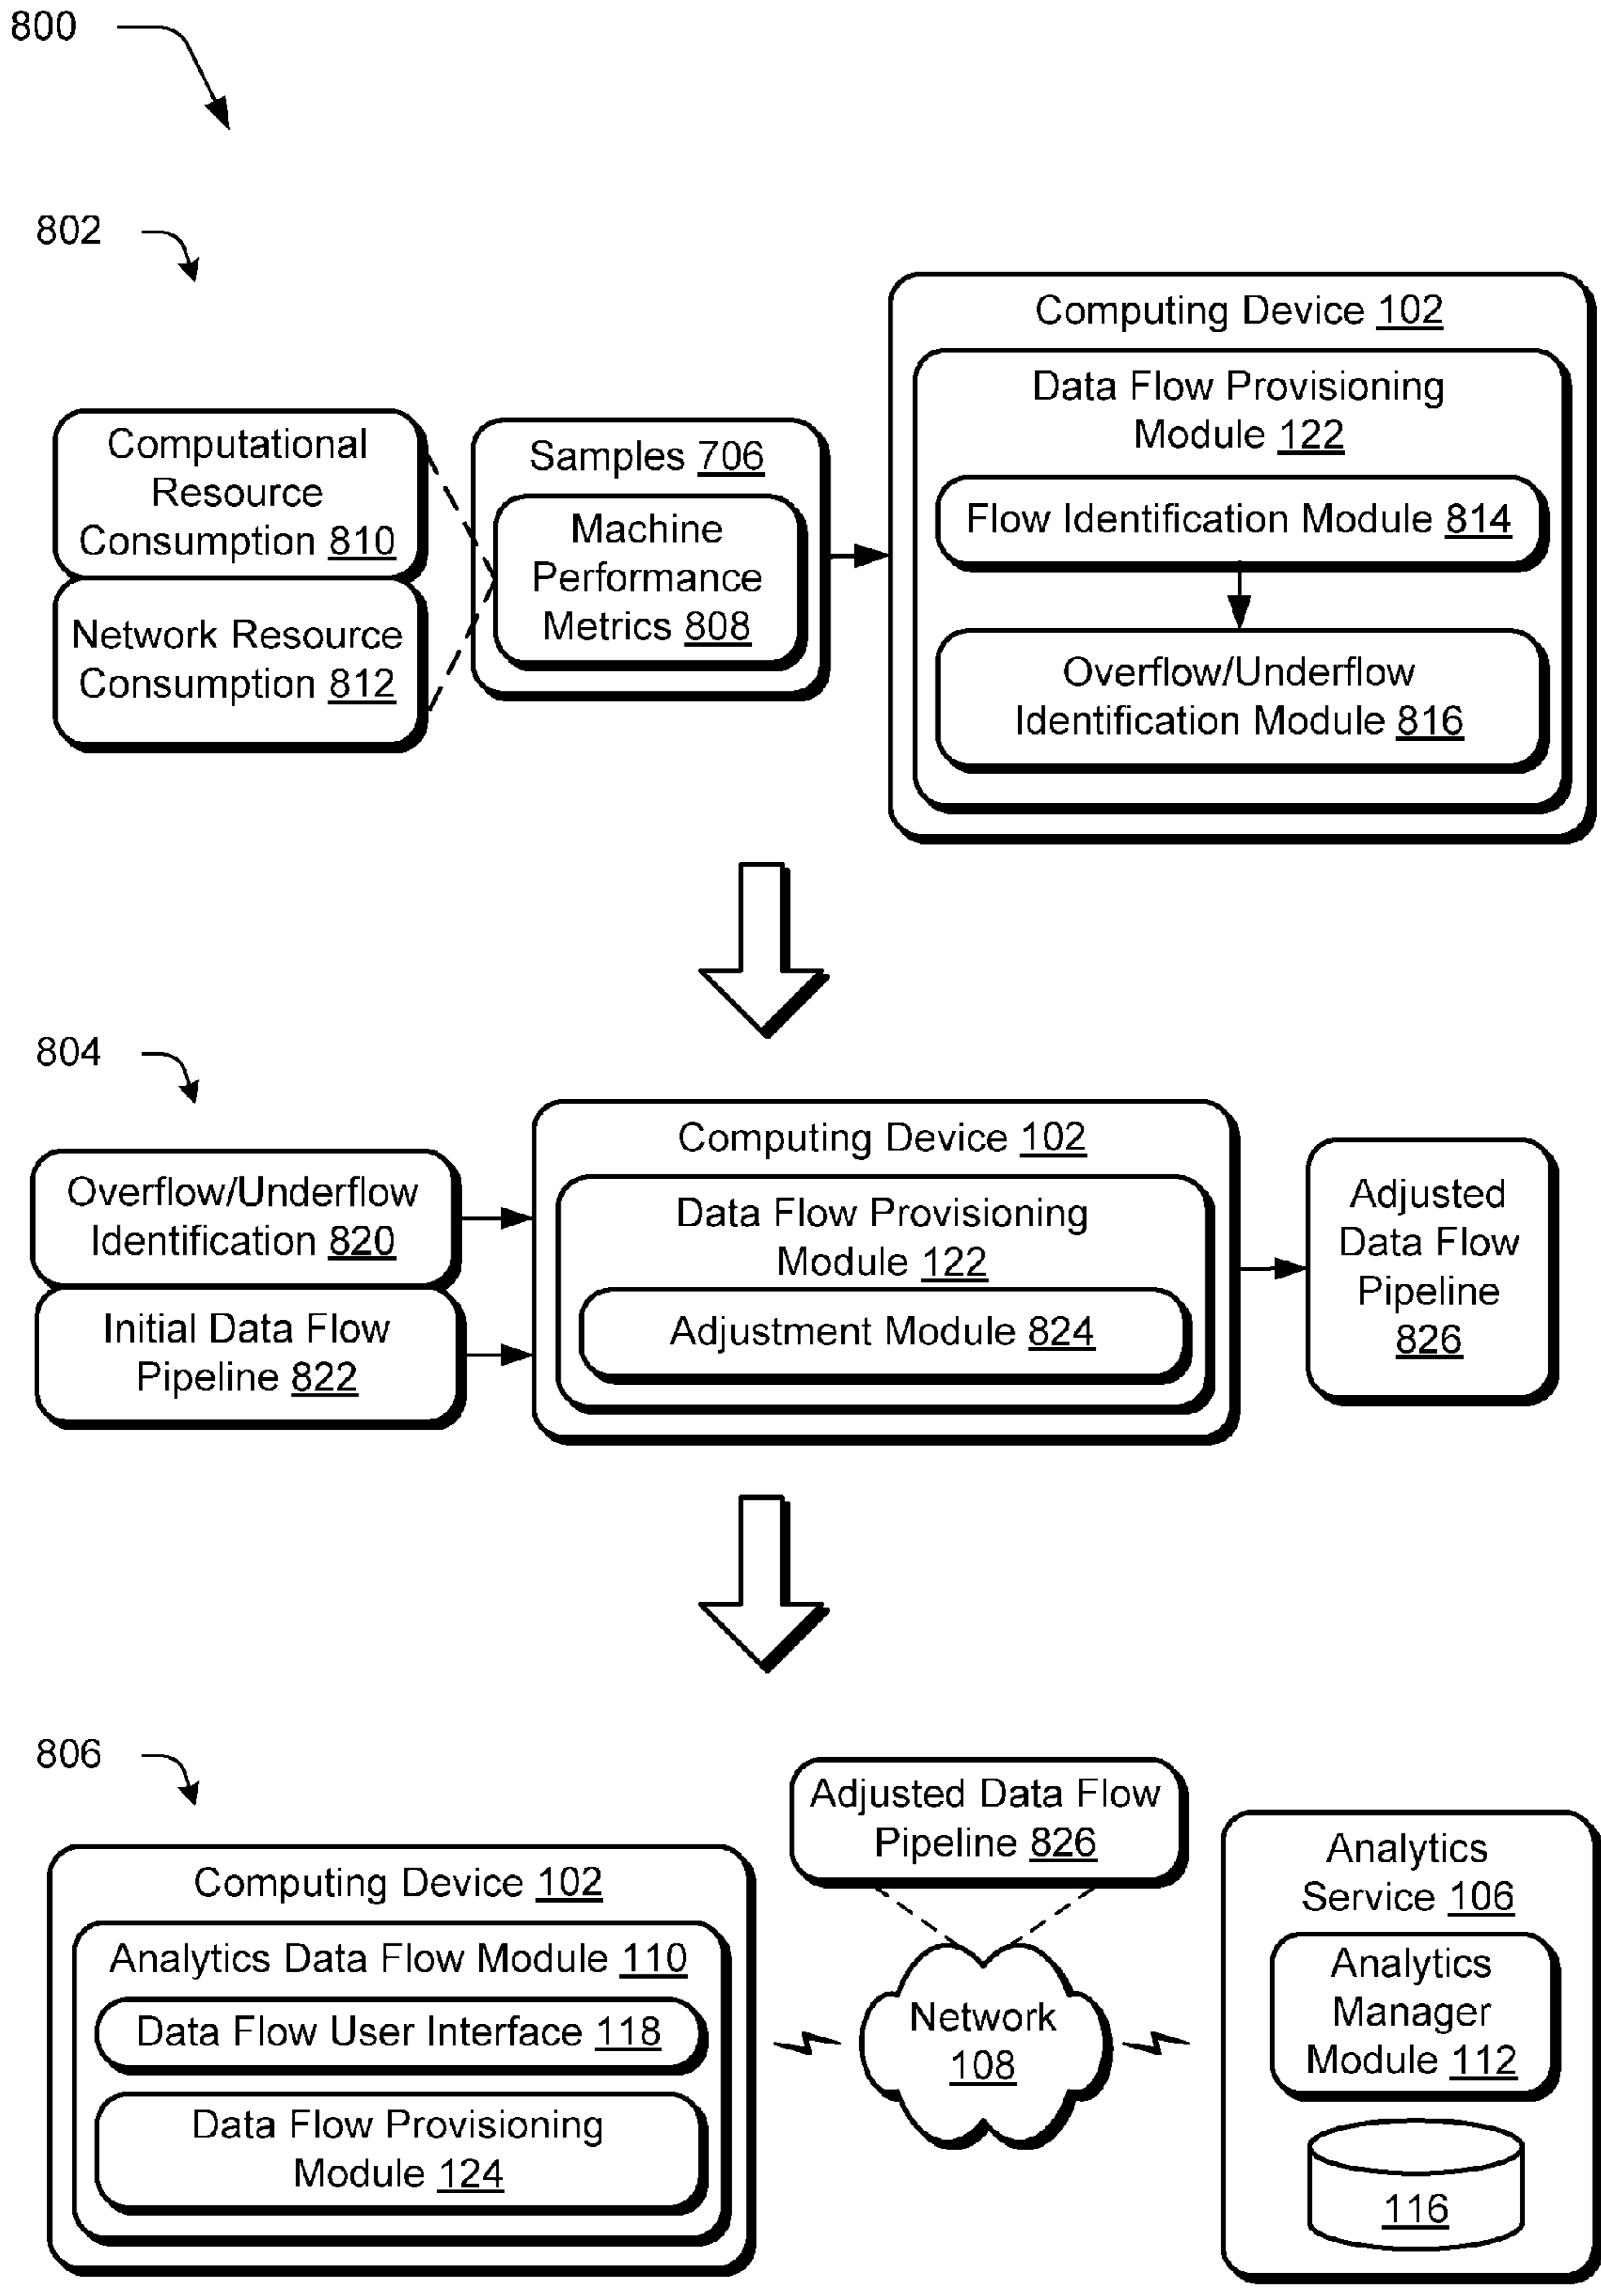 800
802
Computing Device 102
Data Flow Provisioning
Module 122
Flow Identification Module 814
Overflow/Underflow
Identification Module 816
Samples 706
Machine
Performance
Metrics 808
Computational
Resource
Consumption 810
Network Resource
Consumption 812
804
Overflow/Underflow
Identification 820
Initial Data Flow
Pipeline 822
Computing Device 102
Data Flow Provisioning
Module 122
Adjustment Module 824
Adjusted
Data Flow
Pipeline
826
806
Computing Device 102
Analytics Data Flow Module 110
Data Flow User Interface 118
Data Flow Provisioning
Module 124
Adjusted Data Flow
Pipeline 826
Network
108
Analytics
Service 106
Analytics
Manager
Module 112
116